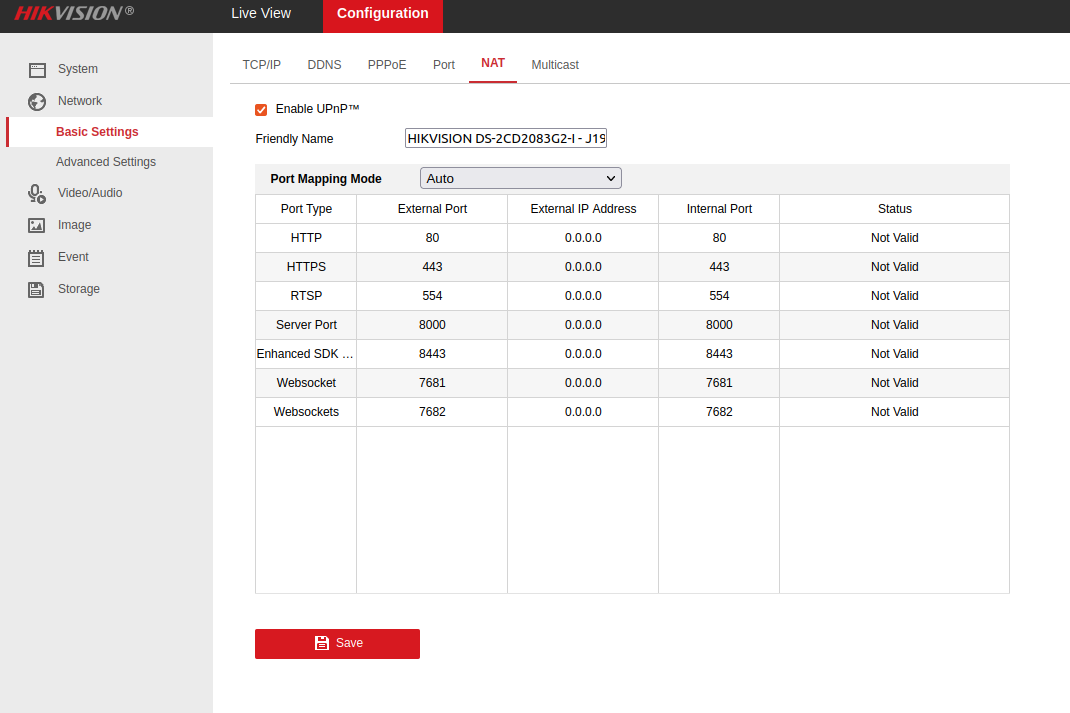 HIKVISION®
Live View Configuration
System
Network
Basic Settings
Advanced Settings
Video/Audio
Image
Event
Storage
TCP/IP DDNS PPPoE Port NAT Multicast
Enable UPnP™
Friendly Name HIKVISION DS-2CD2083G2-I - J19
Port Mapping Mode Auto
Port Type External Port External IP Address Internal Port Status
HTTP 80 0.0.0.0 80 Not Valid
HTTPS 443 0.0.0.0 443 Not Valid
RTSP 554 0.0.0.0 554 Not Valid
Server Port 8000 0.0.0.0 8000 Not Valid
Enhanced SDK … 8443 0.0.0.0 8443 Not Valid
Websocket 7681 0.0.0.0 7681 Not Valid
Websockets 7682 0.0.0.0 7682 Not Valid
Save